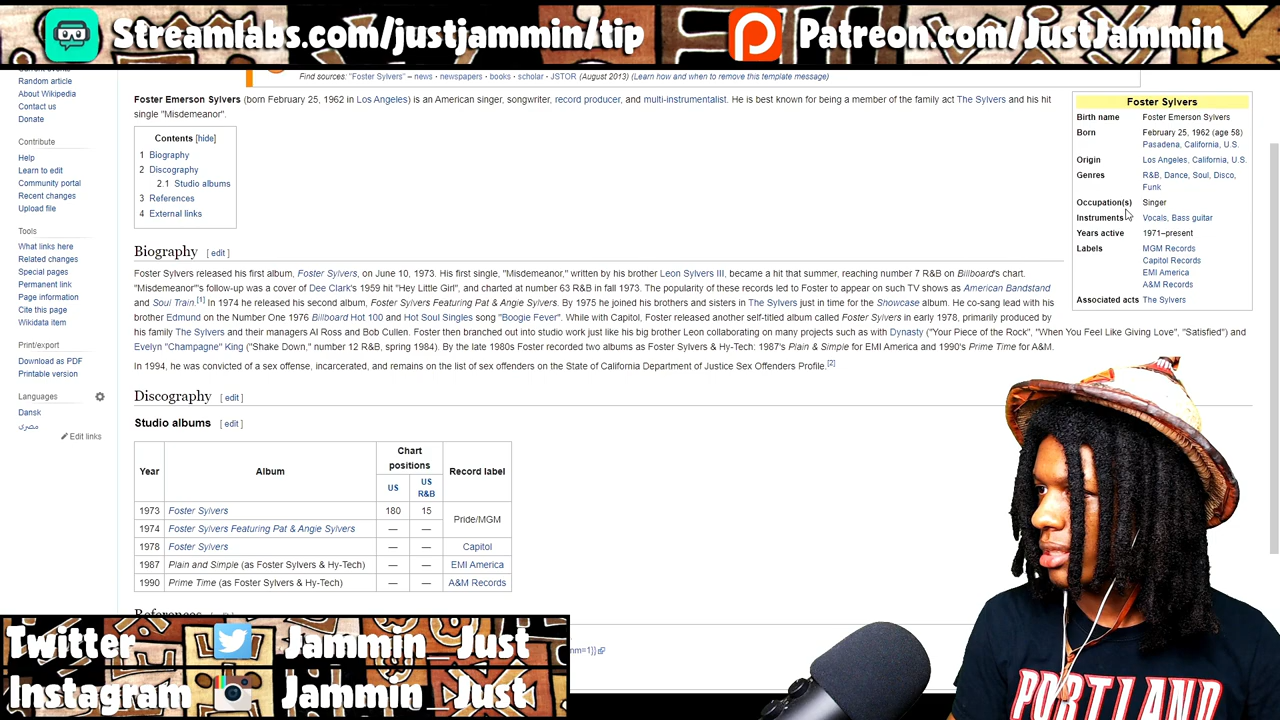 Streamlabs.com/justjammin/tip
Patreon.com/JustJammin
Random article
About Wikipedia
Contact us
Donate
Contribute
Help
Learn to edit
Community portal
Recent changes
Upload file
Tools
What links here
Related changes
Special pages
Permanent link
Page information
Cite this page
Wikidata item
Print/export
Download as PDF
Printable version
Languages
Dansk
مصرى
Edit links
Find sources: "Foster Sylvers" – news · newspapers · books · scholar · JSTOR (August 2013) (Learn how and when to remove this template message)
Foster Emerson Sylvers (born February 25, 1962 in Los Angeles) is an American singer, songwriter, record producer, and multi-instrumentalist. He is best known for being a member of the family act The Sylvers and his hit
single "Misdemeanor".
Contents [hide]
1 Biography
2 Discography
2.1 Studio albums
3 References
4 External links
Foster Sylvers
Birth name Foster Emerson Sylvers
Born February 25, 1962 (age 58)
Pasadena, California, U.S.
Origin Los Angeles, California, U.S.
Genres R&B, Dance, Soul, Disco,
Funk
Occupation(s) Singer
Instruments Vocals, Bass guitar
Years active 1971–present
Labels MGM Records
Capitol Records
EMI America
A&M Records
Associated acts The Sylvers
Biography [ edit ]
Foster Sylvers released his first album, Foster Sylvers, on June 10, 1973. His first single, "Misdemeanor," written by his brother Leon Sylvers III, became a hit that summer, reaching number 7 R&B on Billboard's chart.
"Misdemeanor"'s follow-up was a cover of Dee Clark's 1959 hit "Hey Little Girl", and charted at number 63 R&B in fall 1973. The popularity of these records led to Foster to appear on such TV shows as American Bandstand
and Soul Train.[1] In 1974 he released his second album, Foster Sylvers Featuring Pat & Angie Sylvers. By 1975 he joined his brothers and sisters in The Sylvers just in time for the Showcase album. He co-sang lead with his
brother Edmund on the Number One 1976 Billboard Hot 100 and Hot Soul Singles song "Boogie Fever". While with Capitol, Foster released another self-titled album called Foster Sylvers in early 1978, primarily produced by
his family The Sylvers and their managers Al Ross and Bob Cullen. Foster then branched out into studio work just like his big brother Leon collaborating on many projects such as with Dynasty ("Your Piece of the Rock", "When You Feel Like Giving Love", "Satisfied") and
Evelyn "Champagne" King ("Shake Down," number 12 R&B, spring 1984). By the late 1980s Foster recorded two albums as Foster Sylvers & Hy-Tech: 1987's Plain & Simple for EMI America and 1990's Prime Time for A&M.
In 1994, he was convicted of a sex offense, incarcerated, and remains on the list of sex offenders on the State of California Department of Justice Sex Offenders Profile.[2]
Discography [ edit ]
Studio albums [ edit ]
Year Album Chart positions Record label
US US R&B
1973 Foster Sylvers 180 15 Pride/MGM
1974 Foster Sylvers Featuring Pat & Angie Sylvers — —
1978 Foster Sylvers — — Capitol
1987 Plain and Simple (as Foster Sylvers & Hy-Tech) — — EMI America
1990 Prime Time (as Foster Sylvers & Hy-Tech) — — A&M Records
nm=1)}
Twitter Jammin_Just
Instagram Jammin_Just
PORTLAND